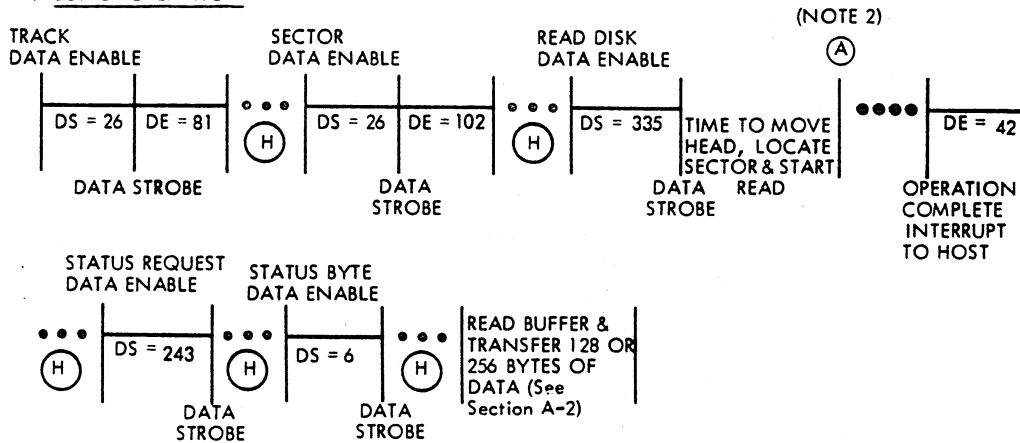 (NOTE 2)
TRACK
DATA ENABLE
SECTOR
DATA ENABLE
READ DISK
DATA ENABLE
A
DS = 26
DE = 81
H
DS = 26
DE = 102
H
DS = 335
TIME TO MOVE
HEAD, LOCATE
SECTOR & START
READ
DE = 42
DATA STROBE
DATA
STROBE
DATA
STROBE
OPERATION
COMPLETE
INTERRUPT
TO HOST
STATUS REQUEST
DATA ENABLE
STATUS BYTE
DATA ENABLE
H
DS = 243
H
DS = 6
H
READ BUFFER &
TRANSFER 128 OR
256 BYTES OF
DATA (See
Section A-2)
DATA
STROBE
DATA
STROBE